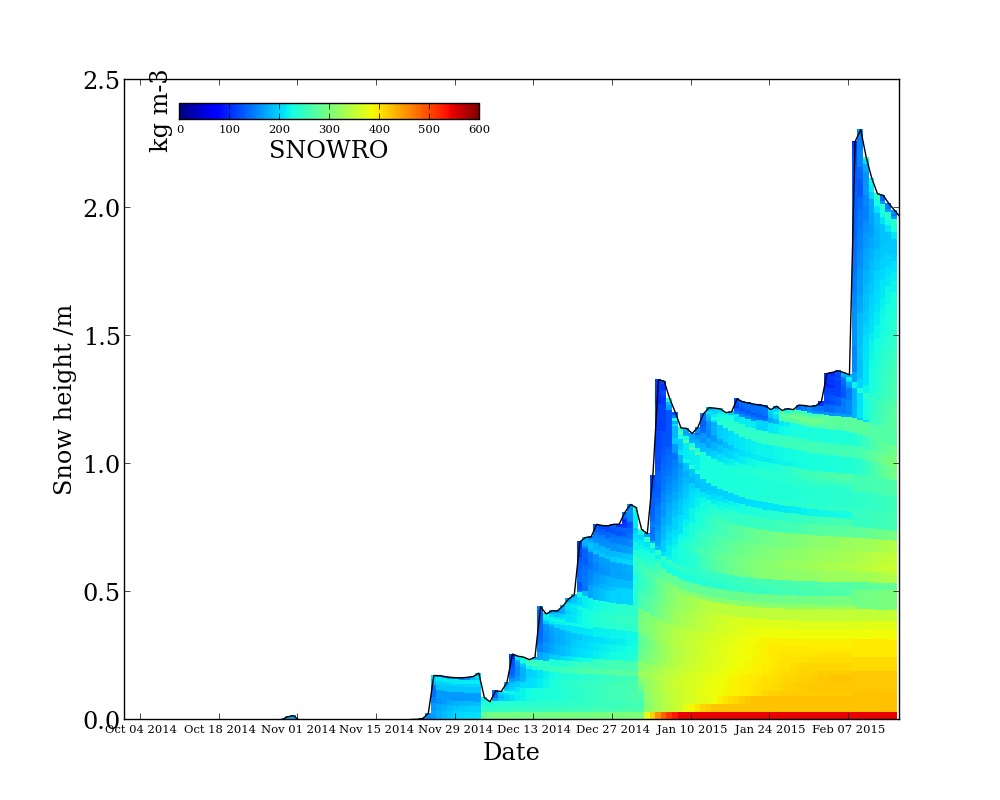 2.5
kg m-3
0 100 200 300 400 500 600
SNOWRO
2.0
1.5
Snow height /m
1.0
0.5
0.0
Oct 04 2014 Oct 18 2014 Nov 01 2014 Nov 15 2014 Nov 29 2014 Dec 13 2014 Dec 27 2014 Jan 10 2015 Jan 24 2015 Feb 07 2015
Date